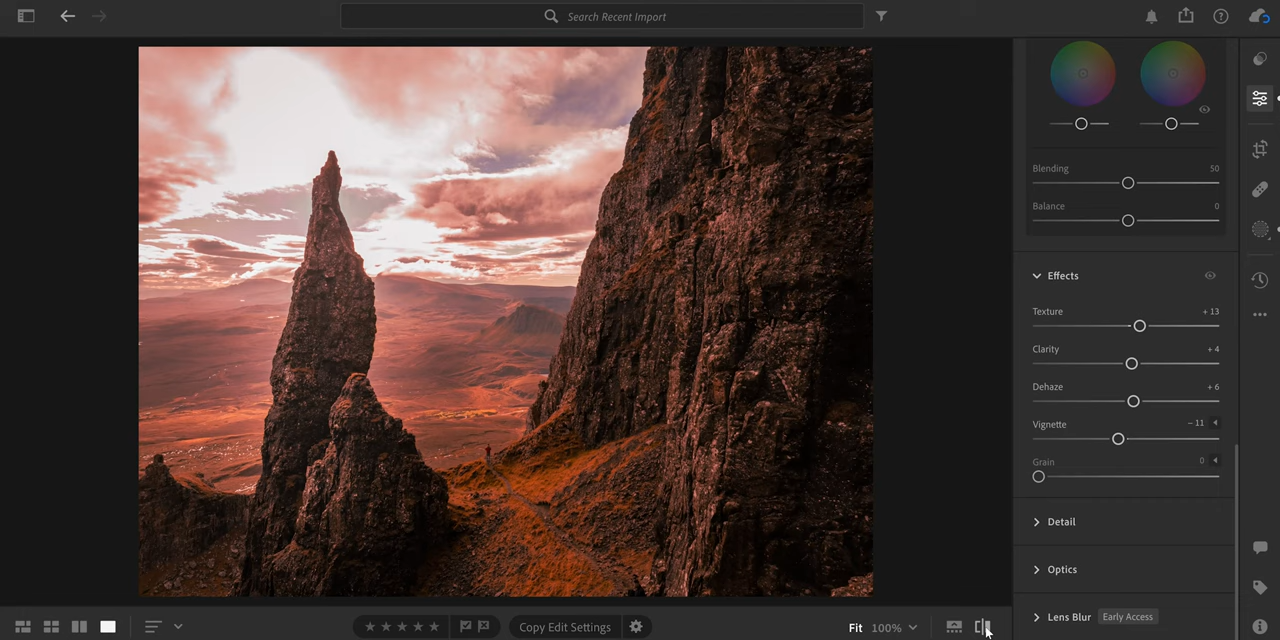 Search Recent Import
Blending 50
Balance 0
Effects
Texture + 13
Clarity + 4
Dehaze + 6
Vignette − 11
Grain 0
Detail
Optics
Lens Blur Early Access
Copy Edit Settings
Fit 100%